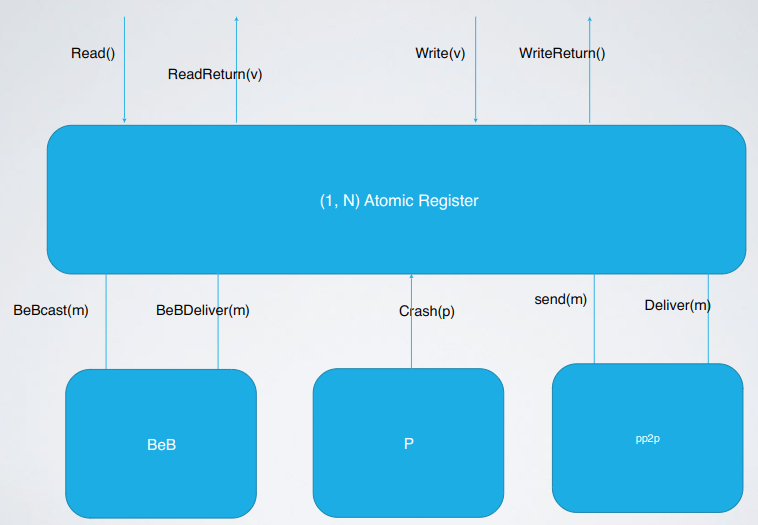 Read()
ReadReturn(v)
Write(v)
WriteReturn()
(1, N) Atomic Register
BeBcast(m)
BeBDeliver(m)
Crash(p)
send(m)
Deliver(m)
BeB
P
pp2p